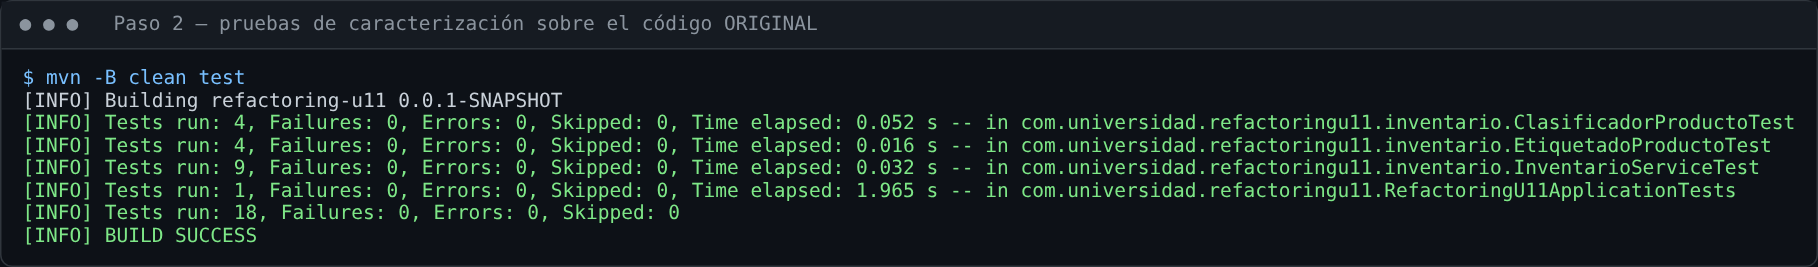 Paso 2 — pruebas de caracterización sobre el código ORIGINAL
$ mvn -B clean test
[INFO] Building refactoring-u11 0.0.1-SNAPSHOT
[INFO] Tests run: 4, Failures: 0, Errors: 0, Skipped: 0, Time elapsed: 0.052 s -- in com.universidad.refactoringu11.inventario.ClasificadorProductoTest
[INFO] Tests run: 4, Failures: 0, Errors: 0, Skipped: 0, Time elapsed: 0.016 s -- in com.universidad.refactoringu11.inventario.EtiquetadoProductoTest
[INFO] Tests run: 9, Failures: 0, Errors: 0, Skipped: 0, Time elapsed: 0.032 s -- in com.universidad.refactoringu11.inventario.InventarioServiceTest
[INFO] Tests run: 1, Failures: 0, Errors: 0, Skipped: 0, Time elapsed: 1.965 s -- in com.universidad.refactoringu11.RefactoringU11ApplicationTests
[INFO] Tests run: 18, Failures: 0, Errors: 0, Skipped: 0
[INFO] BUILD SUCCESS